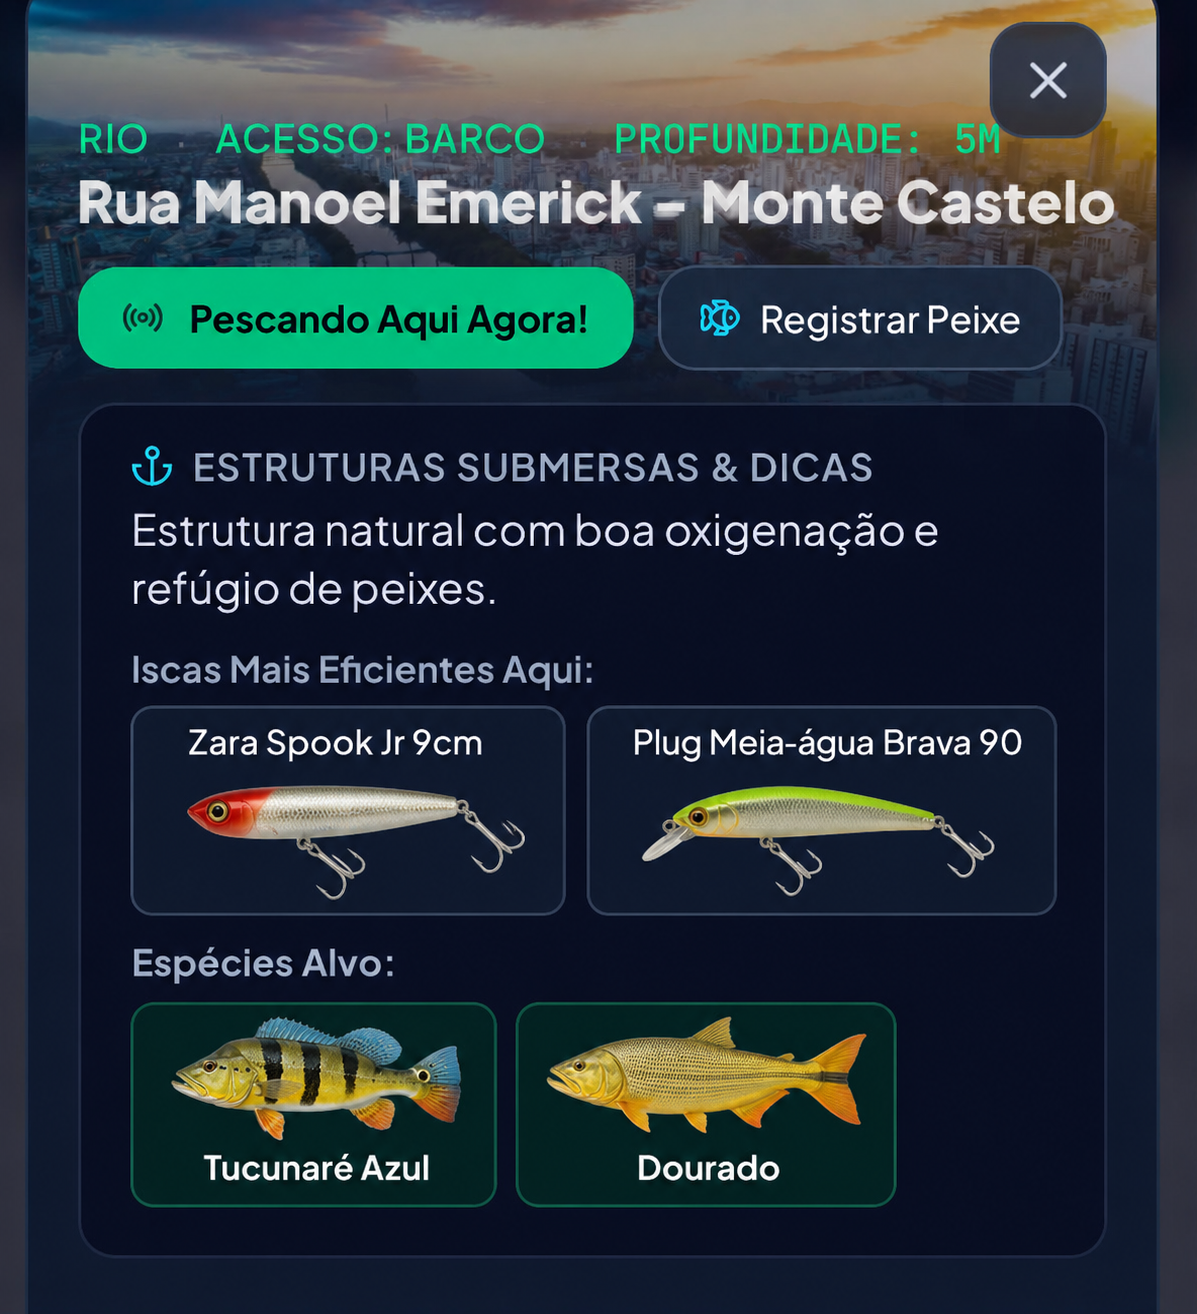 RIO · ACESSO: BARCO PROFUNDIDADE: 5M
Rua Manoel Emerick – Monte Castelo
Pescando Aqui Agora!
Registrar Peixe
ESTRUTURAS SUBMERSAS & DICAS
Estrutura natural com boa oxigenação e
refúgio de peixes.
Iscas Mais Eficientes Aqui:
Zara Spook Jr 9cm
Plug Meia-água Brava 90
Espécies Alvo:
Tucunaré Azul
Dourado